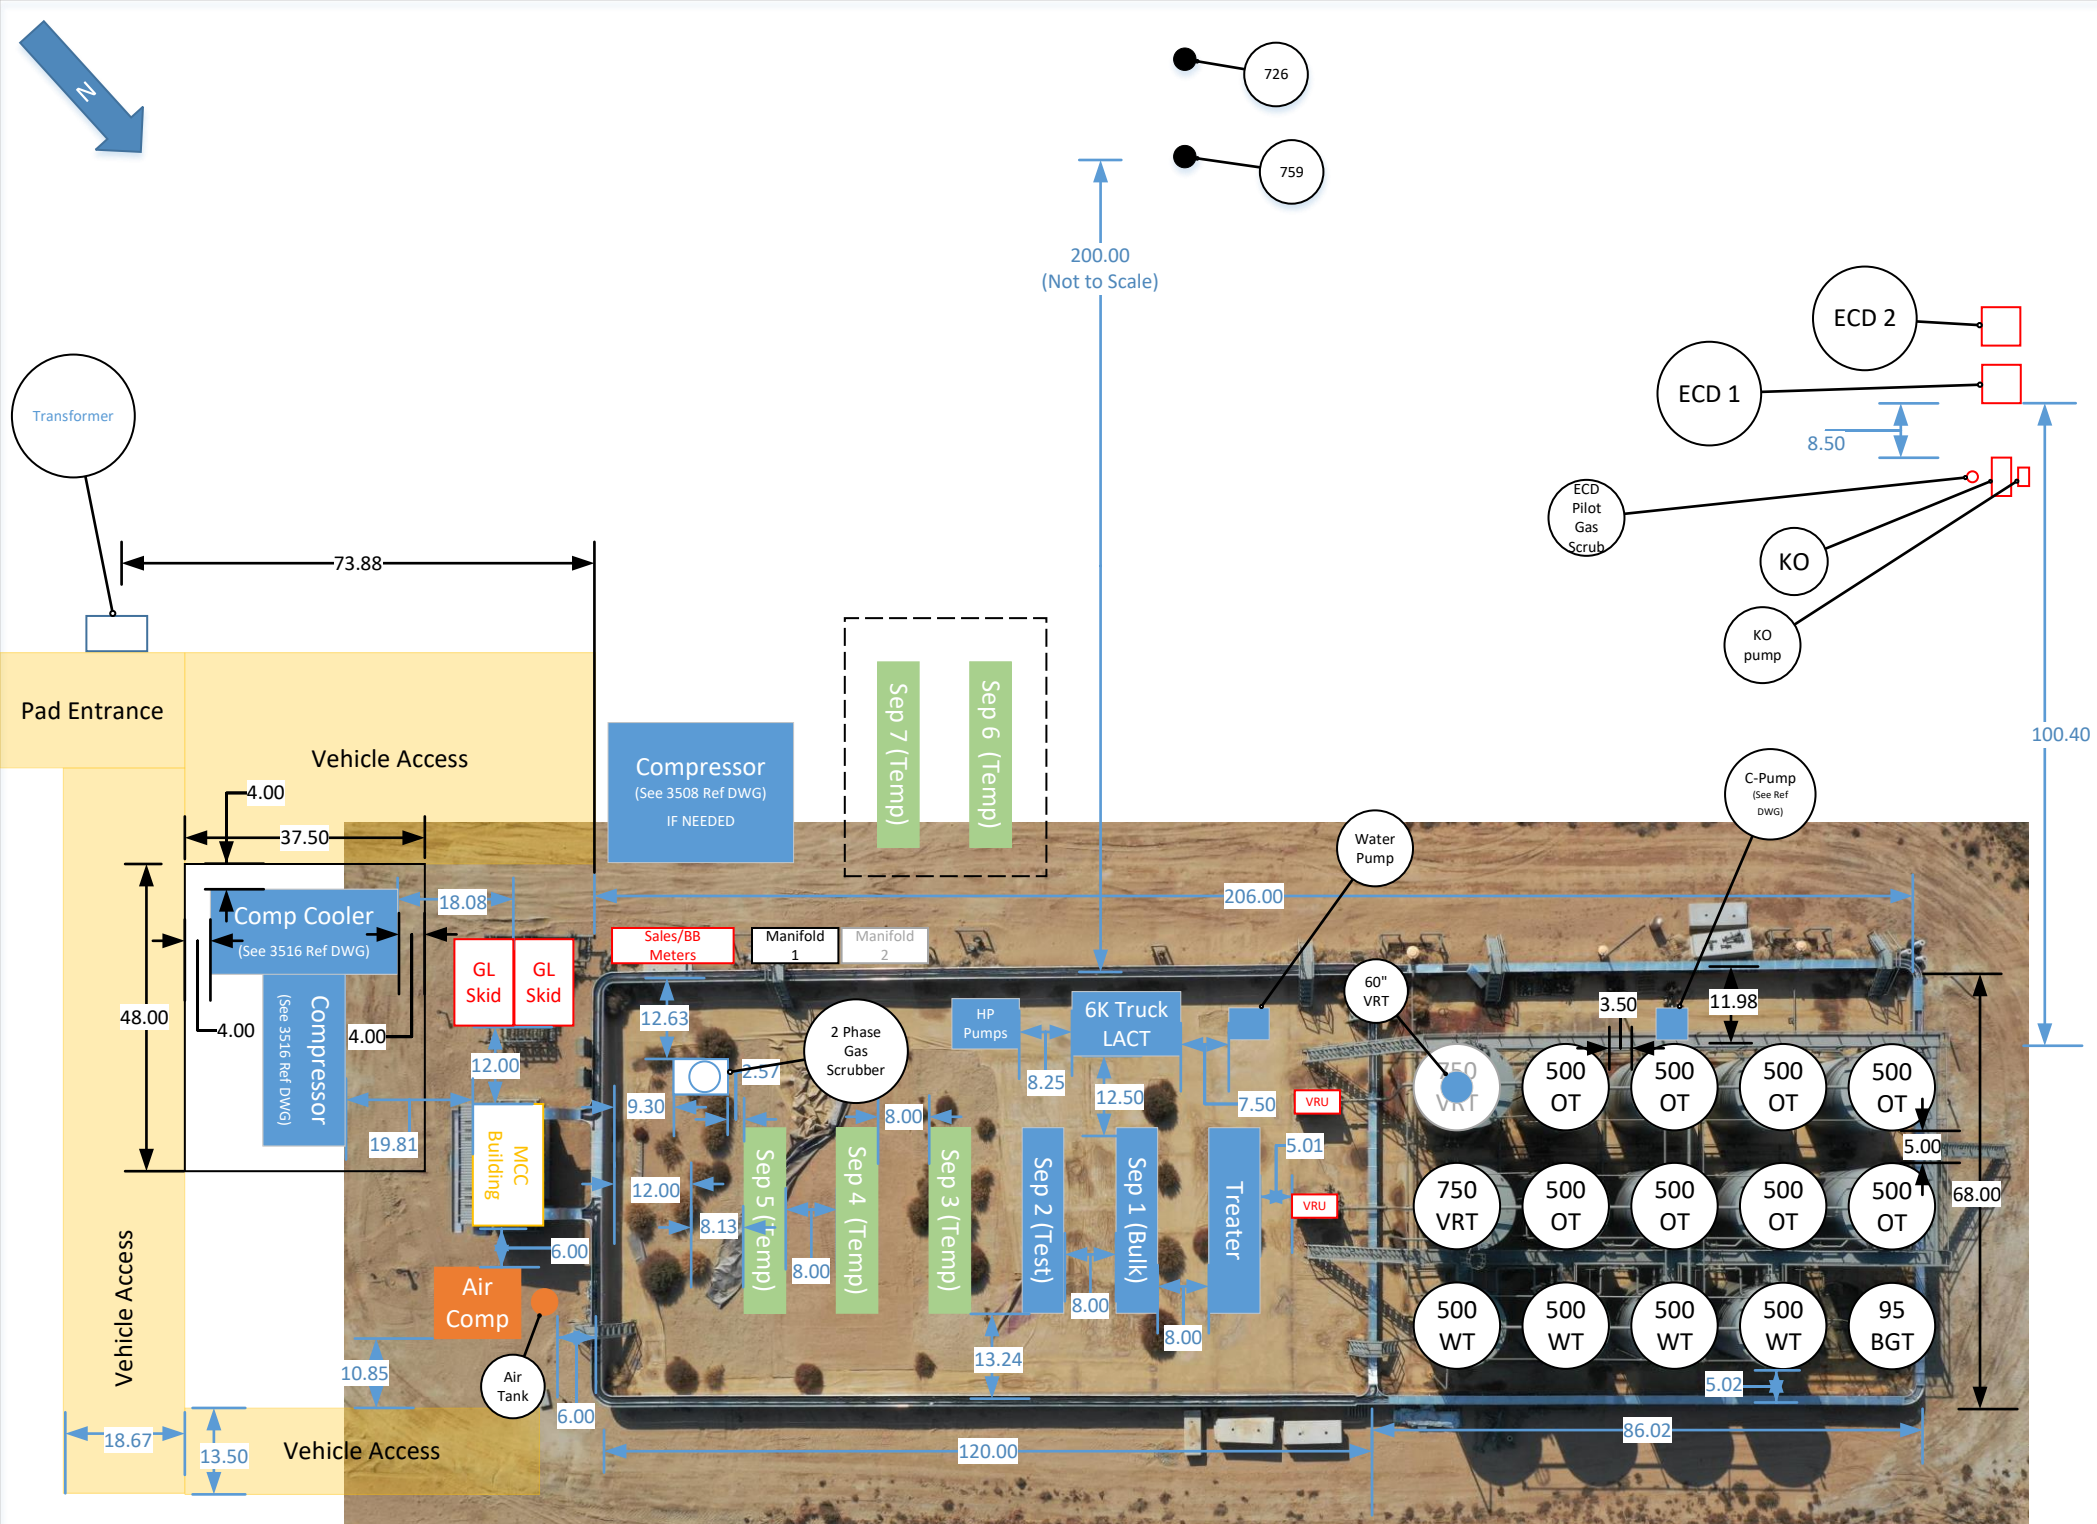 N
726
759
200.00
(Not to Scale)
ECD 2
ECD 1
8.50
Transformer
ECD
Pilot
Gas
Scrub
KO
KO
pump
73.88
100.40
Pad Entrance
Vehicle Access
Compressor
(See 3508 Ref DWG)
IF NEEDED
Sep 7 (Temp)
Sep 6 (Temp)
C-Pump
(See Ref
DWG)
Water
Pump
4.00
37.50
206.00
18.08
Comp Cooler
(See 3516 Ref DWG)
Sales/BB
Meters
Manifold
1
Manifold
2
GL
Skid
GL
Skid
60"
VRT
48.00
4.00
4.00
Compressor
(See 3516 Ref DWG)
12.63
2 Phase
Gas
Scrubber
HP
Pumps
6K Truck
LACT
3.50
11.98
12.00
2.57
8.25
12.50
7.50
9.30
8.00
VRU
750
VRT
500
OT
500
OT
500
OT
500
OT
19.81
MCC
Building
5.01
5.00
12.00
8.13
Sep 5 (Temp)
Sep 4 (Temp)
Sep 3 (Temp)
Sep 2 (Test)
Sep 1 (Bulk)
Treater
VRU
750
VRT
500
OT
500
OT
500
OT
500
OT
68.00
6.00
8.00
8.00
8.00
Vehicle Access
Air
Comp
500
WT
500
WT
500
WT
500
WT
95
BGT
10.85
Air
Tank
13.24
5.02
6.00
18.67
13.50
Vehicle Access
120.00
86.02